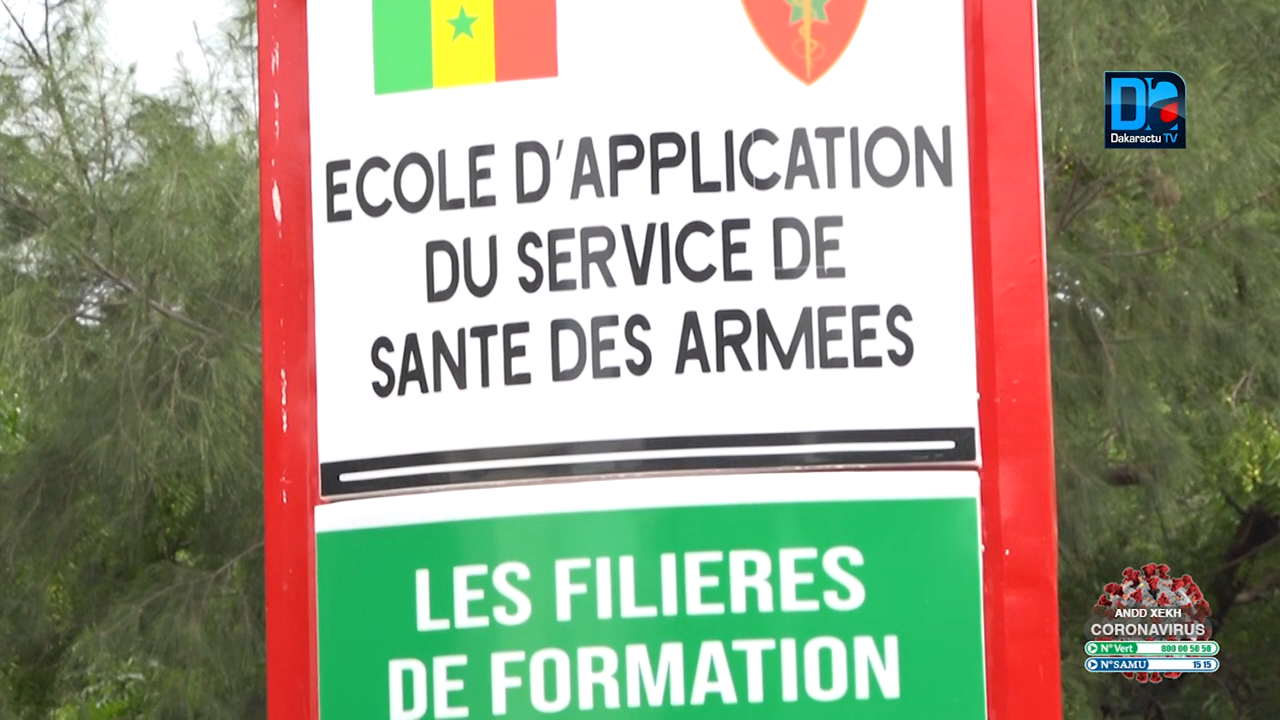 ECOLE D'APPLICATION
DU SERVICE DE
SANTE DES ARMEES
LES FILIERES
DE FORMATION
Dakaractu TV
ANDD XEKH
CORONAVIRUS
N° Vert 800 00 50 50
N° SAMU 15 15